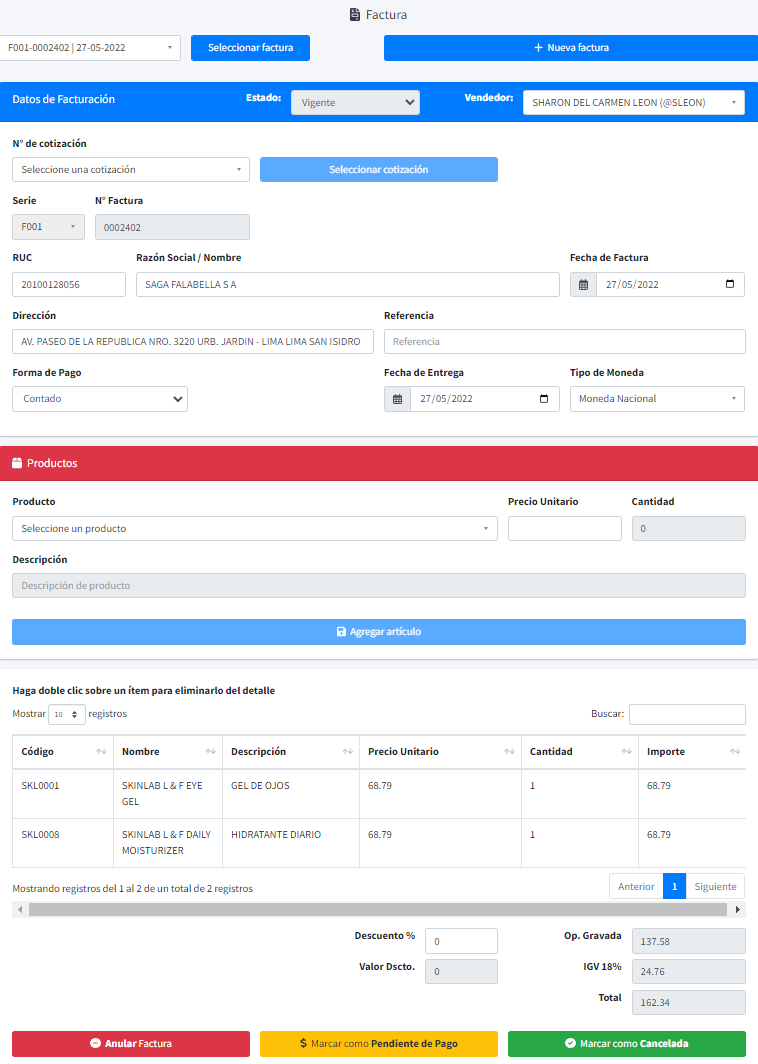 Factura
F001-0002402 | 27-05-2022 Seleccionar factura Nueva factura
Datos de Facturación Estado: Vigente Vendedor: SHARON DEL CARMEN LEON (@SLEON)
N° de cotización
Seleccione una cotización Seleccionar cotización
Serie N° Factura
F001 0002402
RUC Razón Social / Nombre Fecha de Factura
20100128056 SAGA FALABELLA S A 27/05/2022
Dirección Referencia
AV. PASEO DE LA REPUBLICA NRO. 3220 URB. JARDIN - LIMA LIMA SAN ISIDRO Referencia
Forma de Pago Fecha de Entrega Tipo de Moneda
Contado 27/05/2022 Moneda Nacional
Productos
Producto Precio Unitario Cantidad
Seleccione un producto 0
Descripción
Descripción de producto
Agregar artículo
Haga doble clic sobre un ítem para eliminarlo del detalle
Mostrar 10 registros Buscar:
Código Nombre Descripción Precio Unitario Cantidad Importe
SKL0001 SKINLAB L & F EYE GEL DE OJOS 68.79 1 68.79
GEL
SKL0008 SKINLAB L & F DAILY HIDRATANTE DIARIO 68.79 1 68.79
MOISTURIZER
Mostrando registros del 1 al 2 de un total de 2 registros Anterior 1 Siguiente
Descuento % 0 Op. Gravada 137.58
Valor Dscto. 0 IGV 18% 24.76
Total 162.34
Anular Factura $ Marcar como Pendiente de Pago Marcar como Cancelada